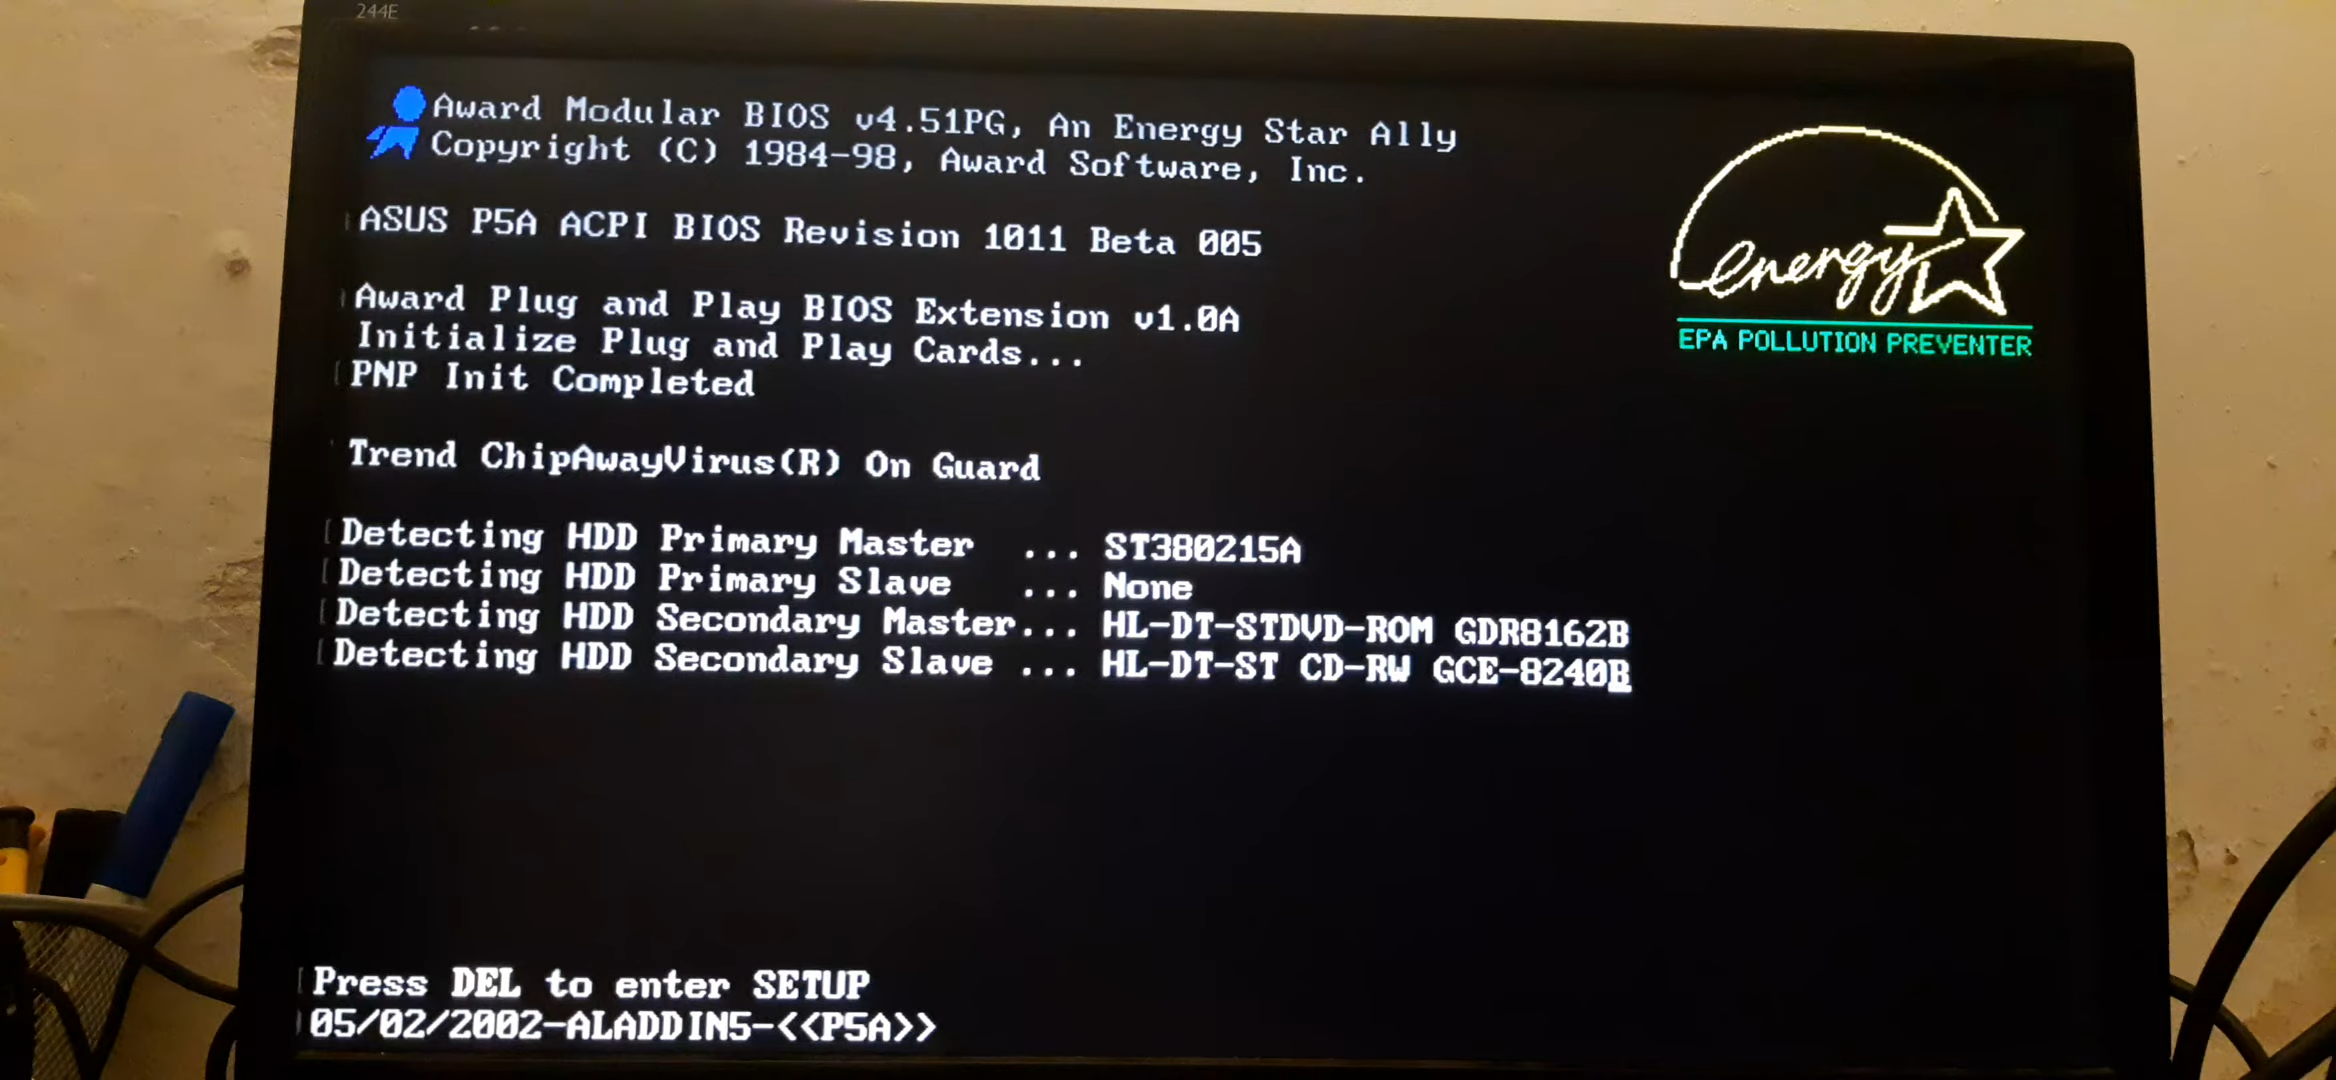 244E
Award Modular BIOS v4.51PG, An Energy Star Ally
Copyright (C) 1984-98, Award Software, Inc.
energy
EPA POLLUTION PREVENTER
ASUS P5A ACPI BIOS Revision 1011 Beta 005
Award Plug and Play BIOS Extension v1.0A
Initialize Plug and Play Cards...
PNP Init Completed
Trend ChipAwayVirus(R) On Guard
Detecting HDD Primary Master ... ST380215A
Detecting HDD Primary Slave ... None
Detecting HDD Secondary Master... HL-DT-STDVD-ROM GDR8162B
Detecting HDD Secondary Slave ... HL-DT-ST CD-RW GCE-8240B
Press DEL to enter SETUP
05/02/2002-ALADDIN5-<<P5A>>